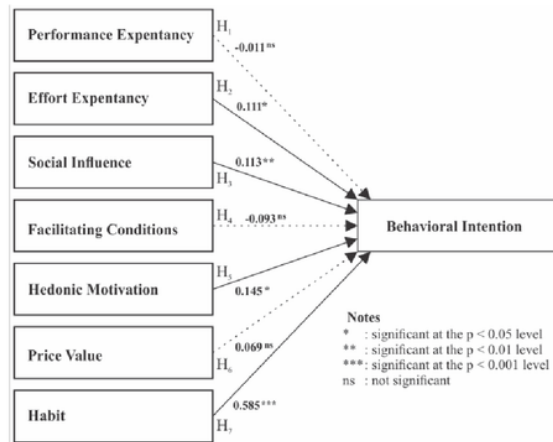 Performance Expentancy
H1
-0.011 ns
Effort Expentancy
H2
0.111*
Social Influence
0.113**
H3
Facilitating Conditions
H4
-0.093 ns
Behavioral Intention
Hedonic Motivation
H5
0.145 *
Price Value
0.069 ns
H6
Habit
0.585***
H7
Notes
* : significant at the p < 0.05 level
** : significant at the p < 0.01 level
*** : significant at the p < 0.001 level
ns : not significant